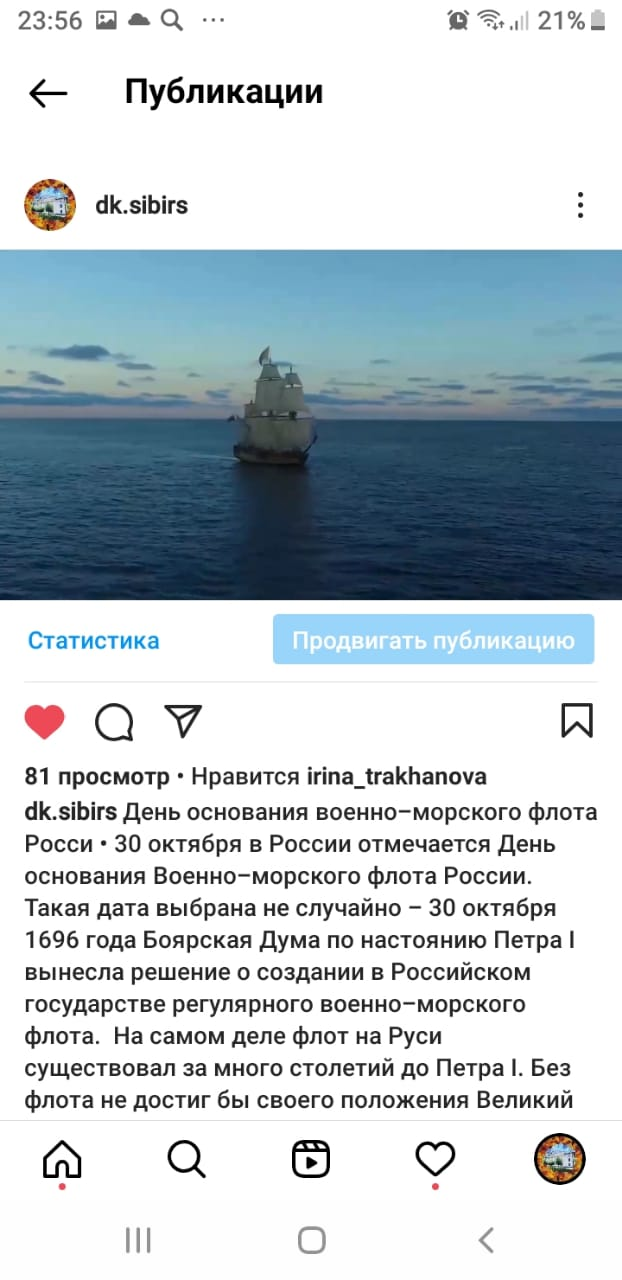 23:56
21%
Публикации
dk.sibirs
Статистика
Продвигать публикацию
81 просмотр • Нравится irina_trakhanova
dk.sibirs День основания военно–морского флота
Росси • 30 октября в России отмечается День
основания Военно–морского флота России.
Такая дата выбрана не случайно – 30 октября
1696 года Боярская Дума по настоянию Петра I
вынесла решение о создании в Российском
государстве регулярного военно–морского
флота.  На самом деле флот на Руси
существовал за много столетий до Петра I. Без
флота не достиг бы своего положения Великий